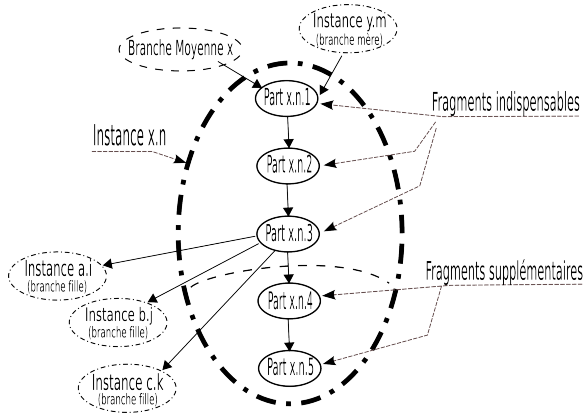 Instance y.m
(branche mère)
Branche Moyenne x
Part x.n.1
Fragments indispensables
Instance x.n
Part x.n.2
Part x.n.3
Instance a.i
(branche fille)
Fragments supplémentaires
Instance b.j
(branche fille)
Part x.n.4
Part x.n.5
Instance c.k
(branche fille)